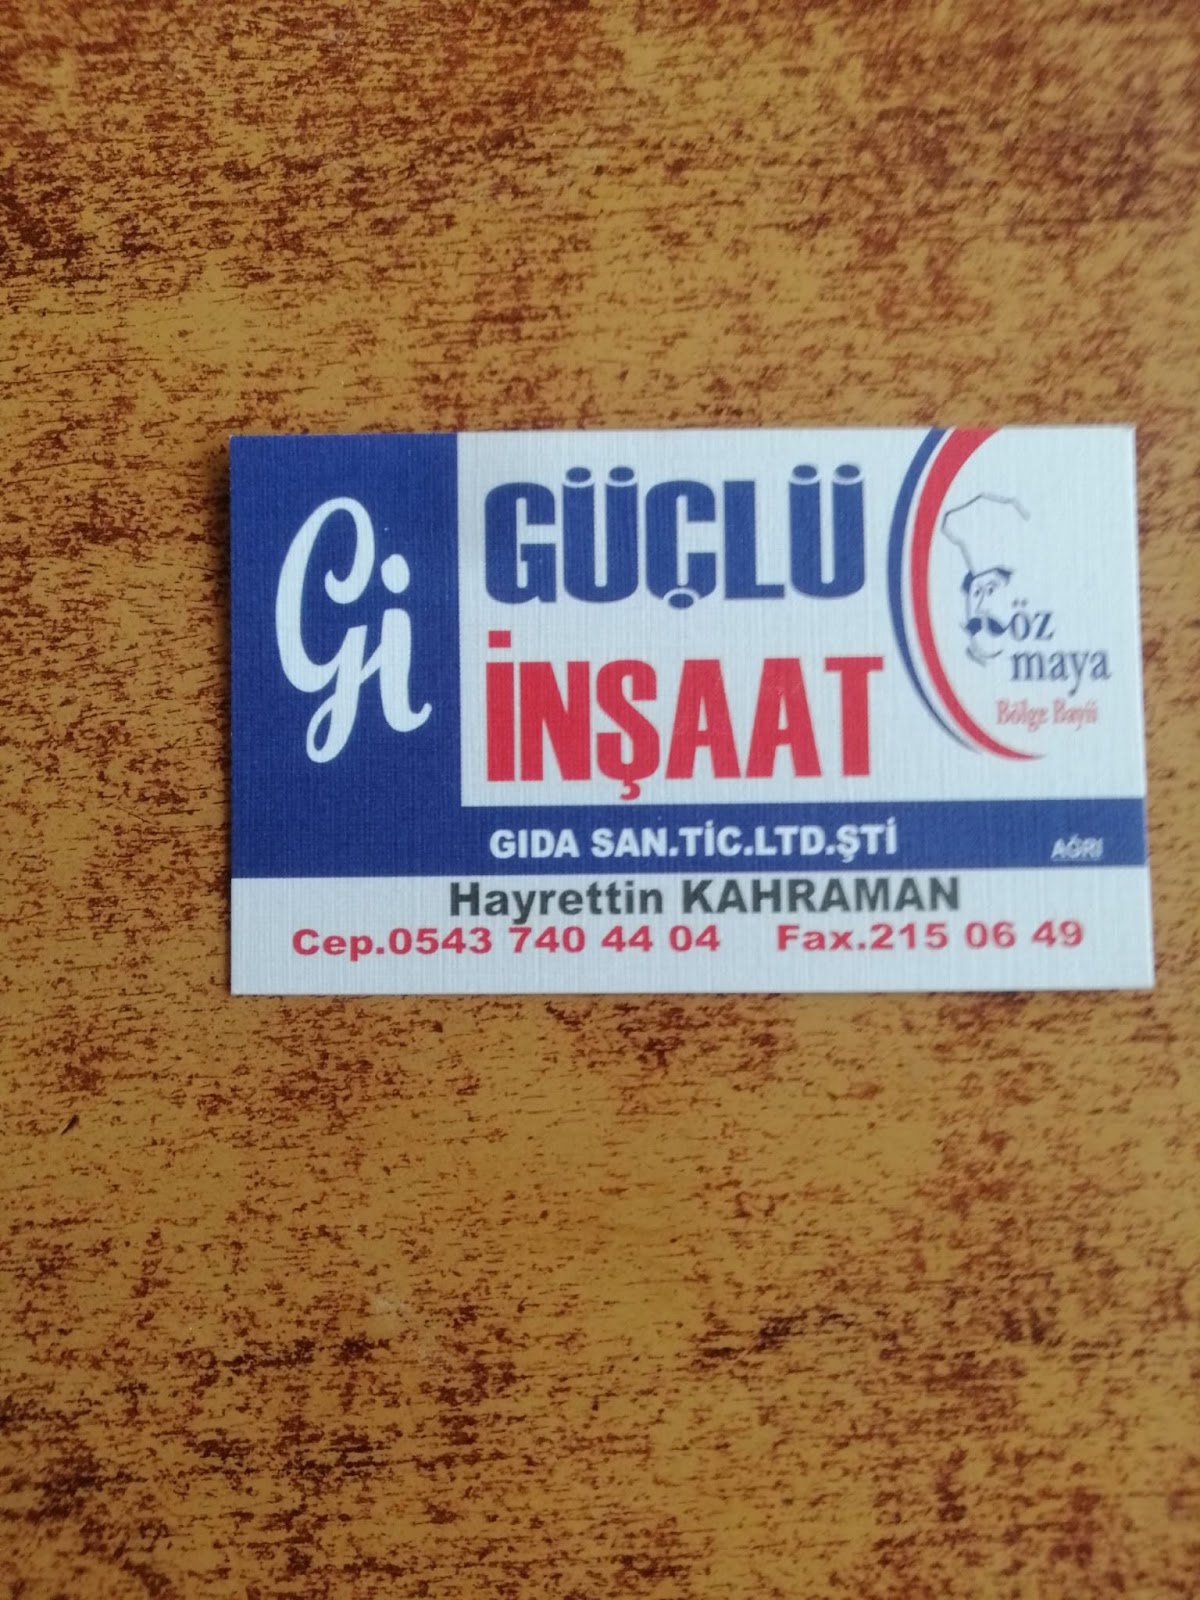 Gi
GÜÇLÜ
İNŞAAT
öz
maya
Bölge Bayii
GIDA SAN.TİC.LTD.ŞTİ
AĞRI
Hayrettin KAHRAMAN
Cep.0543 740 44 04 Fax.215 06 49